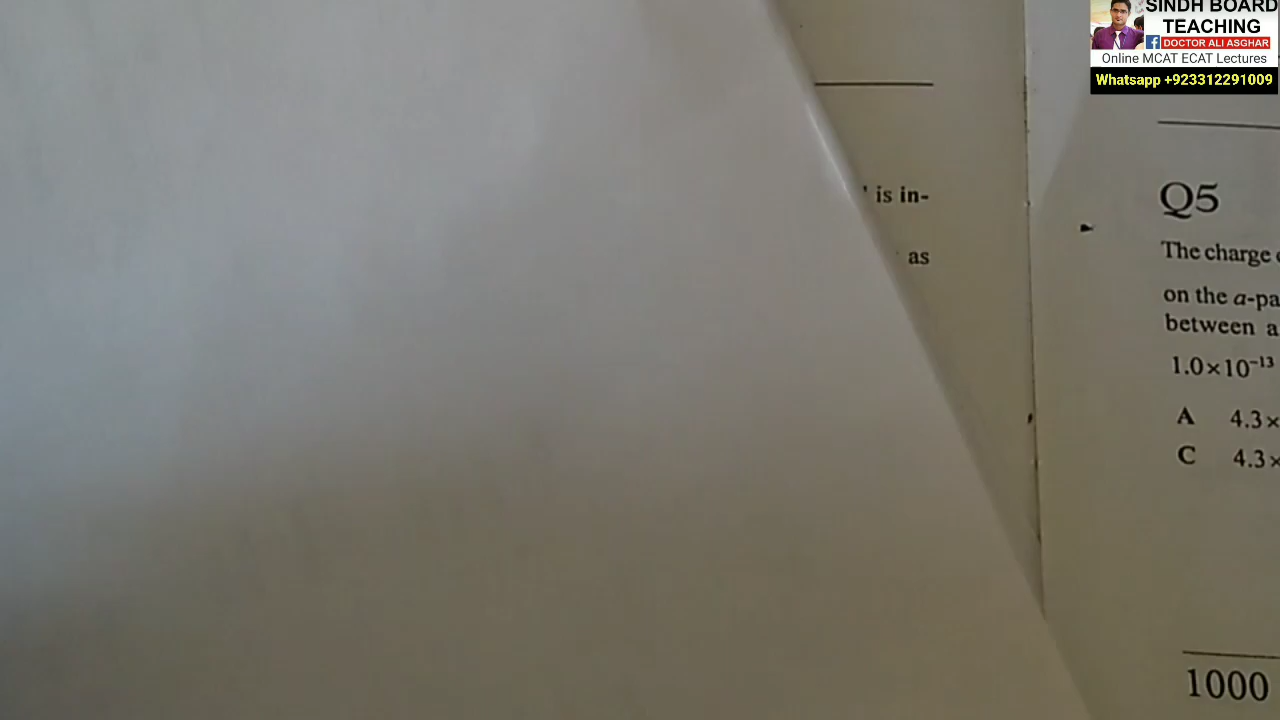 SINDH BOARD
TEACHING
DOCTOR ALI ASGHAR
Online MCAT ECAT Lectures
Whatsapp +923312291009
is in-
as
Q5
The charge
on the a-pa
between a
1.0×10⁻¹³
A 4.3×
C 4.3×
1000